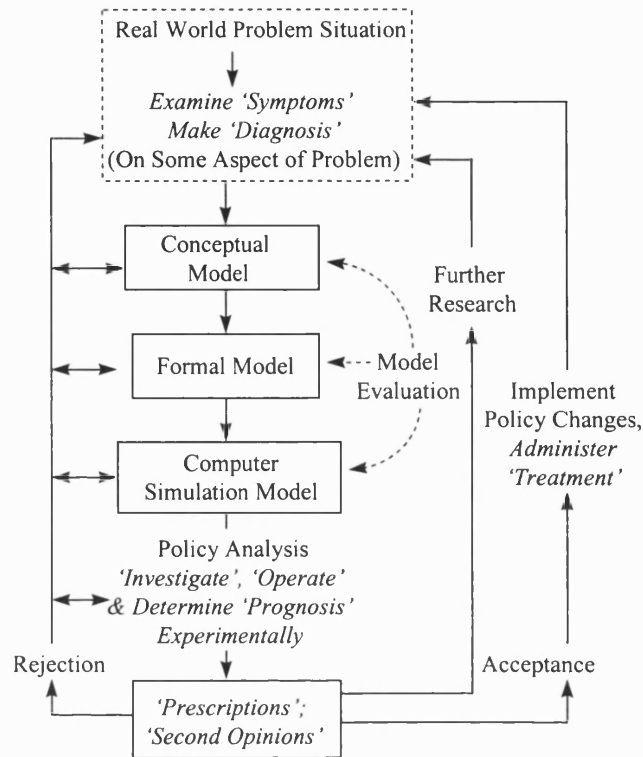 Real World Problem Situation
Examine ‘Symptoms’
Make ‘Diagnosis’
(On Some Aspect of Problem)
Conceptual
Model
Further
Research
Formal Model
Model
Evaluation
Implement
Policy Changes,
Administer
‘Treatment’
Computer
Simulation Model
Policy Analysis
‘Investigate’, ‘Operate’
& Determine ‘Prognosis’
Experimentally
Rejection
Acceptance
‘Prescriptions’;
‘Second Opinions’